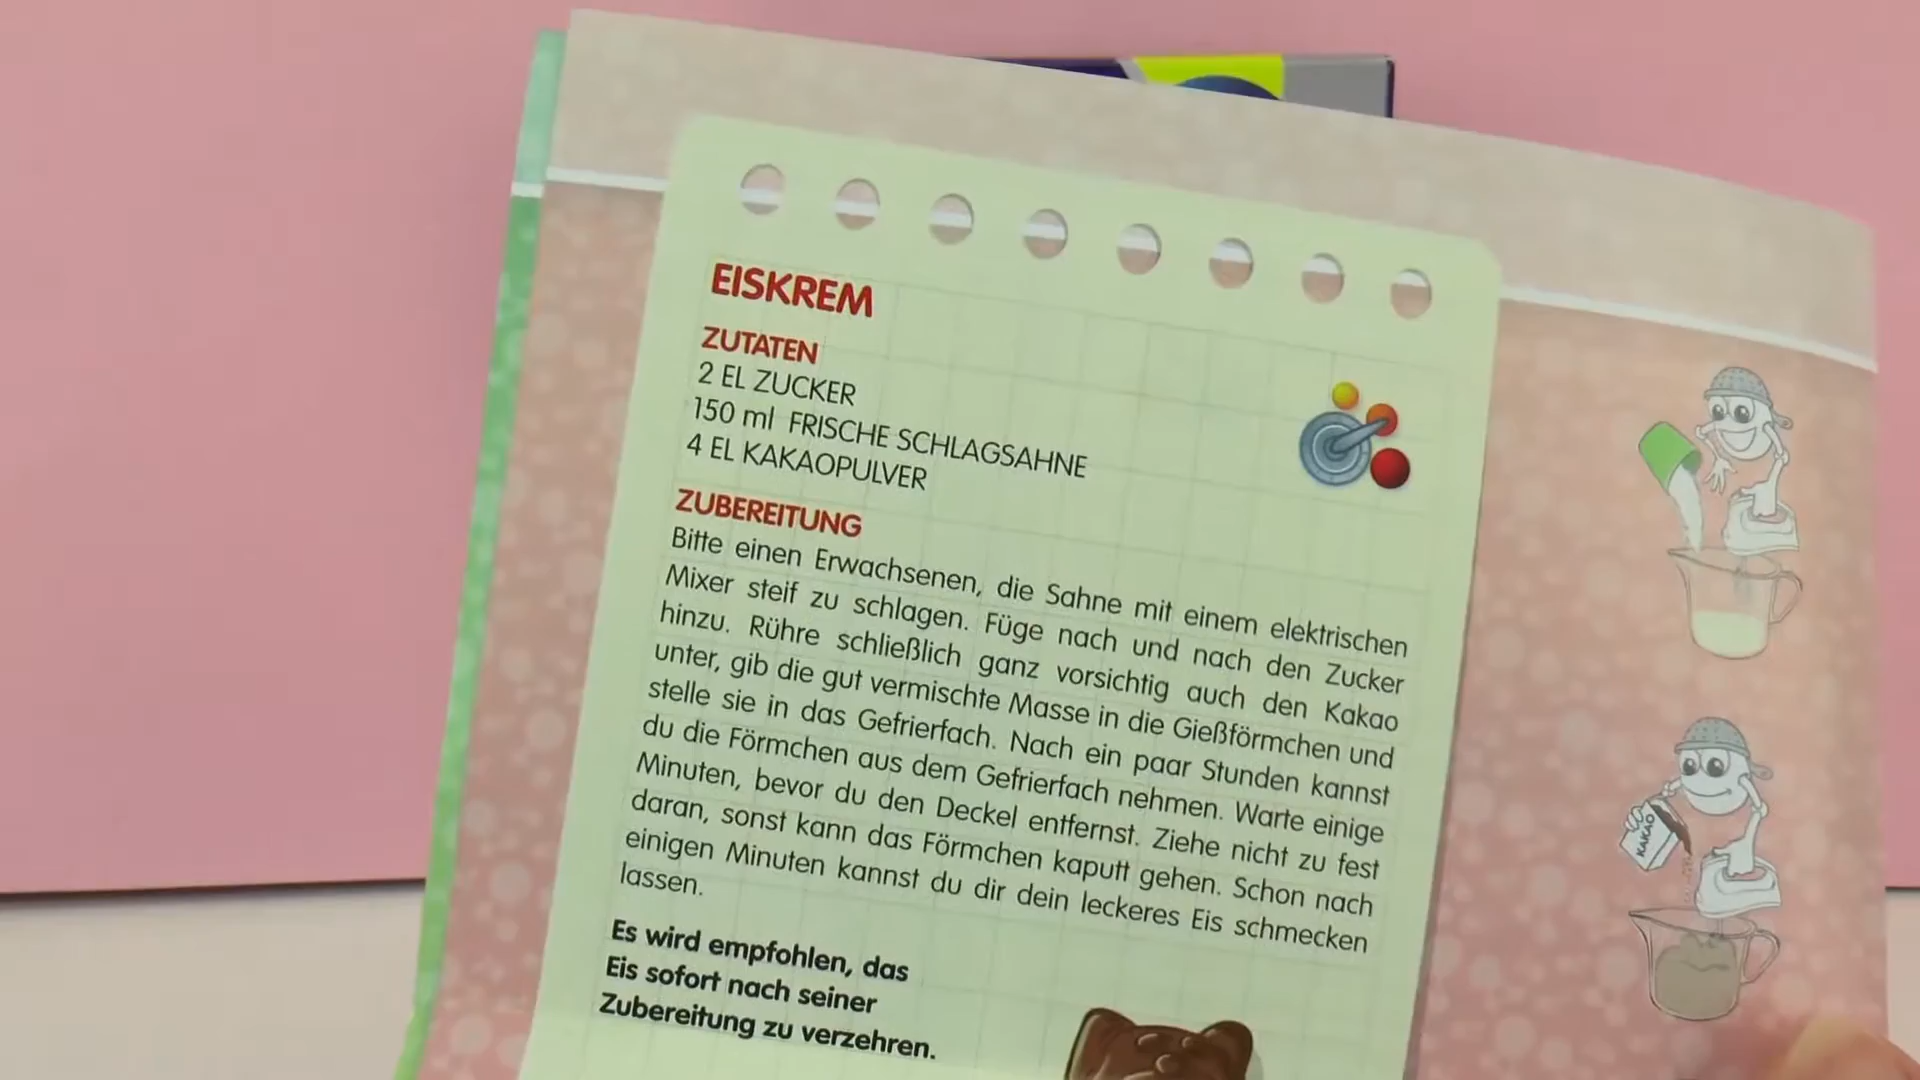 EISKREM
ZUTATEN
2 EL ZUCKER
150 ml FRISCHE SCHLAGSAHNE
4 EL KAKAOPULVER
ZUBEREITUNG
Bitte einen Erwachsenen, die Sahne mit einem elektrischen
Mixer steif zu schlagen. Füge nach und nach den Zucker
hinzu. Rühre schließlich ganz vorsichtig auch den Kakao
unter, gib die gut vermischte Masse in die Gießförmchen und
stelle sie in das Gefrierfach. Nach ein paar Stunden kannst
du die Förmchen aus dem Gefrierfach nehmen. Warte einige
Minuten, bevor du den Deckel entfernst. Ziehe nicht zu fest
daran, sonst kann das Förmchen kaputt gehen. Schon nach
einigen Minuten kannst du dir dein leckeres Eis schmecken
lassen.
Es wird empfohlen, das
Eis sofort nach seiner
Zubereitung zu verzehren.
KAKAO